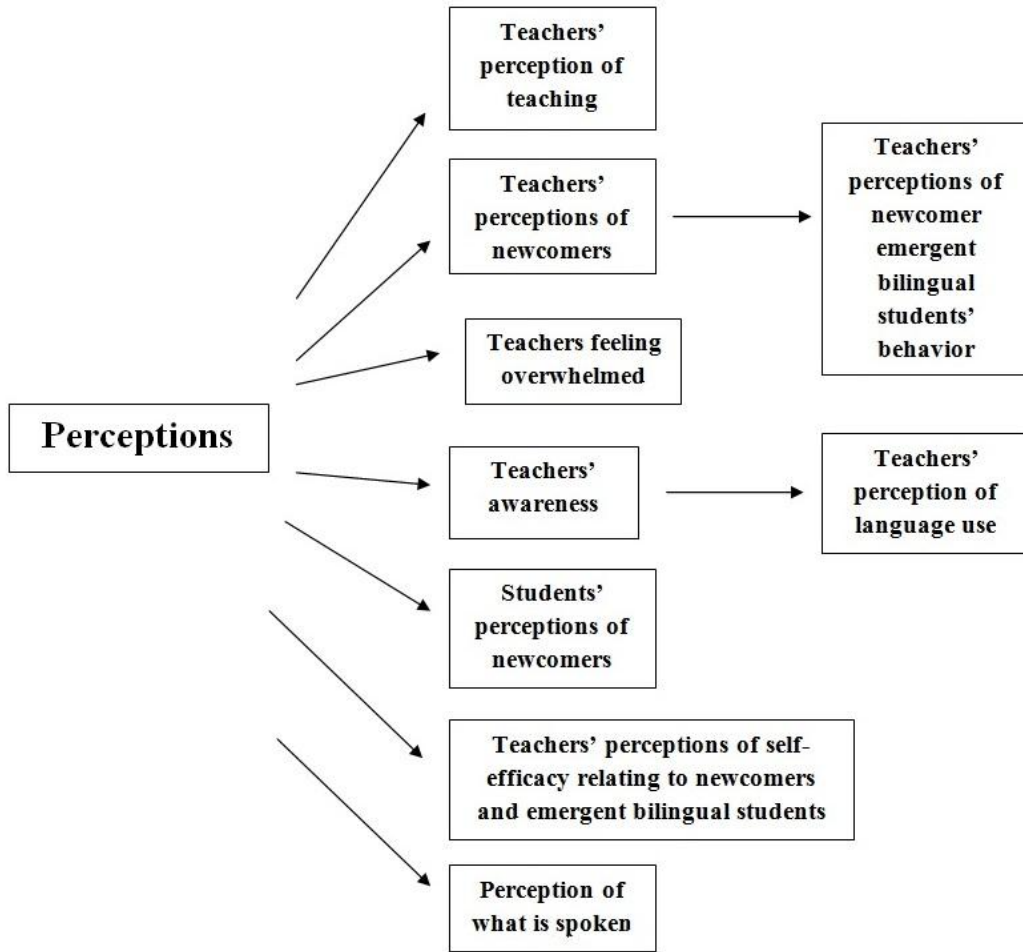 Perceptions
Teachers’
perception of
teaching
Teachers’
perceptions of
newcomers
Teachers’
perceptions of
newcomer
emergent
bilingual
students’
behavior
Teachers feeling
overwhelmed
Teachers’
awareness
Teachers’
perception of
language use
Students’
perceptions of
newcomers
Teachers’ perceptions of self-
efficacy relating to newcomers
and emergent bilingual students
Perception of
what is spoken